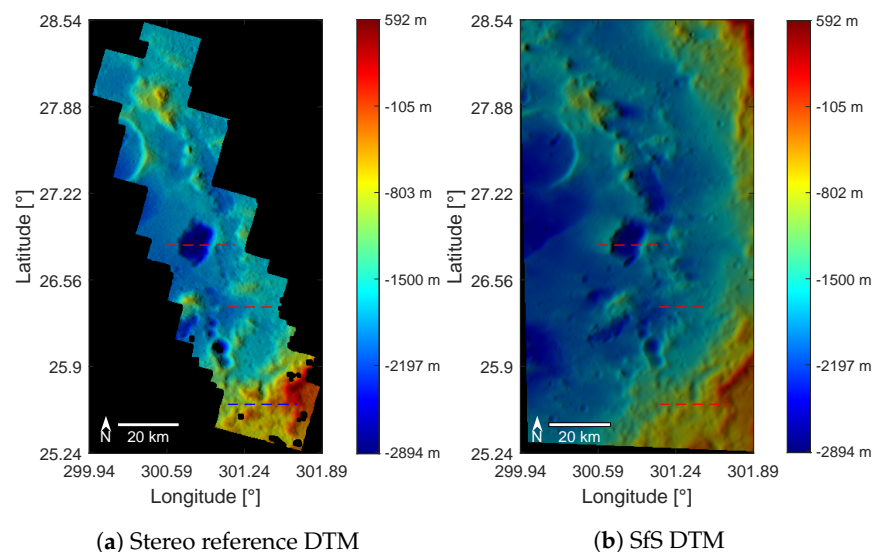 28.54
27.88
27.22
26.56
25.9
25.24
Latitude [°]
299.94
300.59
301.24
301.89
Longitude [°]
N
20 km
592 m
-105 m
-803 m
-1500 m
-2197 m
-2894 m
(a) Stereo reference DTM
28.54
27.88
27.22
26.56
25.9
25.24
Latitude [°]
299.94
300.59
301.24
301.89
Longitude [°]
N
20 km
592 m
-105 m
-803 m
-1500 m
-2197 m
-2894 m
(b) SfS DTM